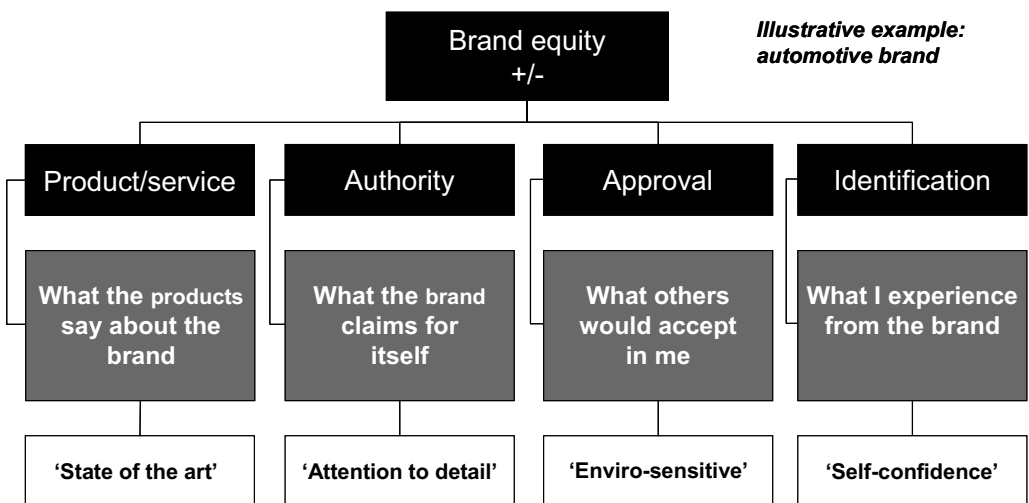 Brand equity
+/-
Illustrative example:
automotive brand
Product/service
Authority
Approval
Identification
What the products
say about the
brand
What the brand
claims for
itself
What others
would accept
in me
What I experience
from the brand
‘State of the art’
‘Attention to detail’
‘Enviro-sensitive’
‘Self-confidence’